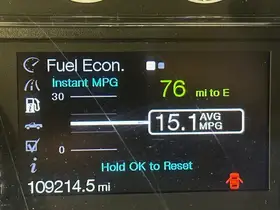 Fuel Econ.
Instant MPG
30
76 mi to E
15.1 AVG MPG
0
Hold OK to Reset
109214.5 mi